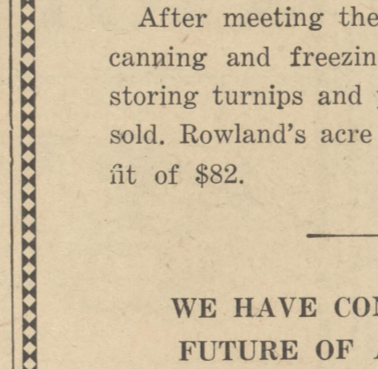 After meeting the
canning and freezin
storing turnips and
sold. Rowland's acre
fit of $82.
WE HAVE CON
FUTURE OF